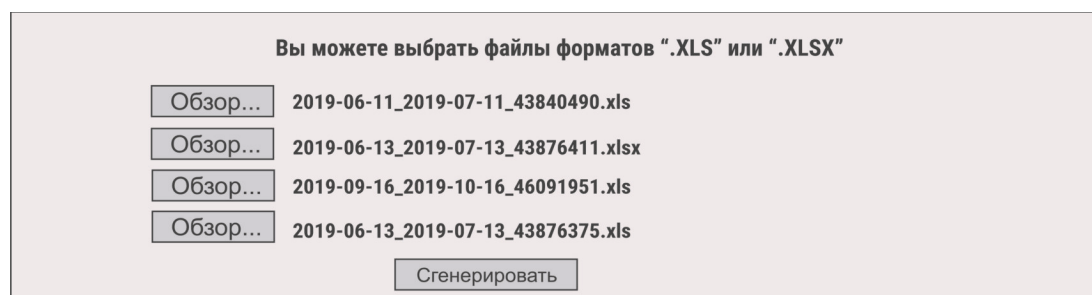 Вы можете выбрать файлы форматов “.XLS” или “.XLSX”
Обзор... 2019-06-11_2019-07-11_43840490.xls
Обзор... 2019-06-13_2019-07-13_43876411.xlsx
Обзор... 2019-09-16_2019-10-16_46091951.xls
Обзор... 2019-06-13_2019-07-13_43876375.xls
Сгенерировать